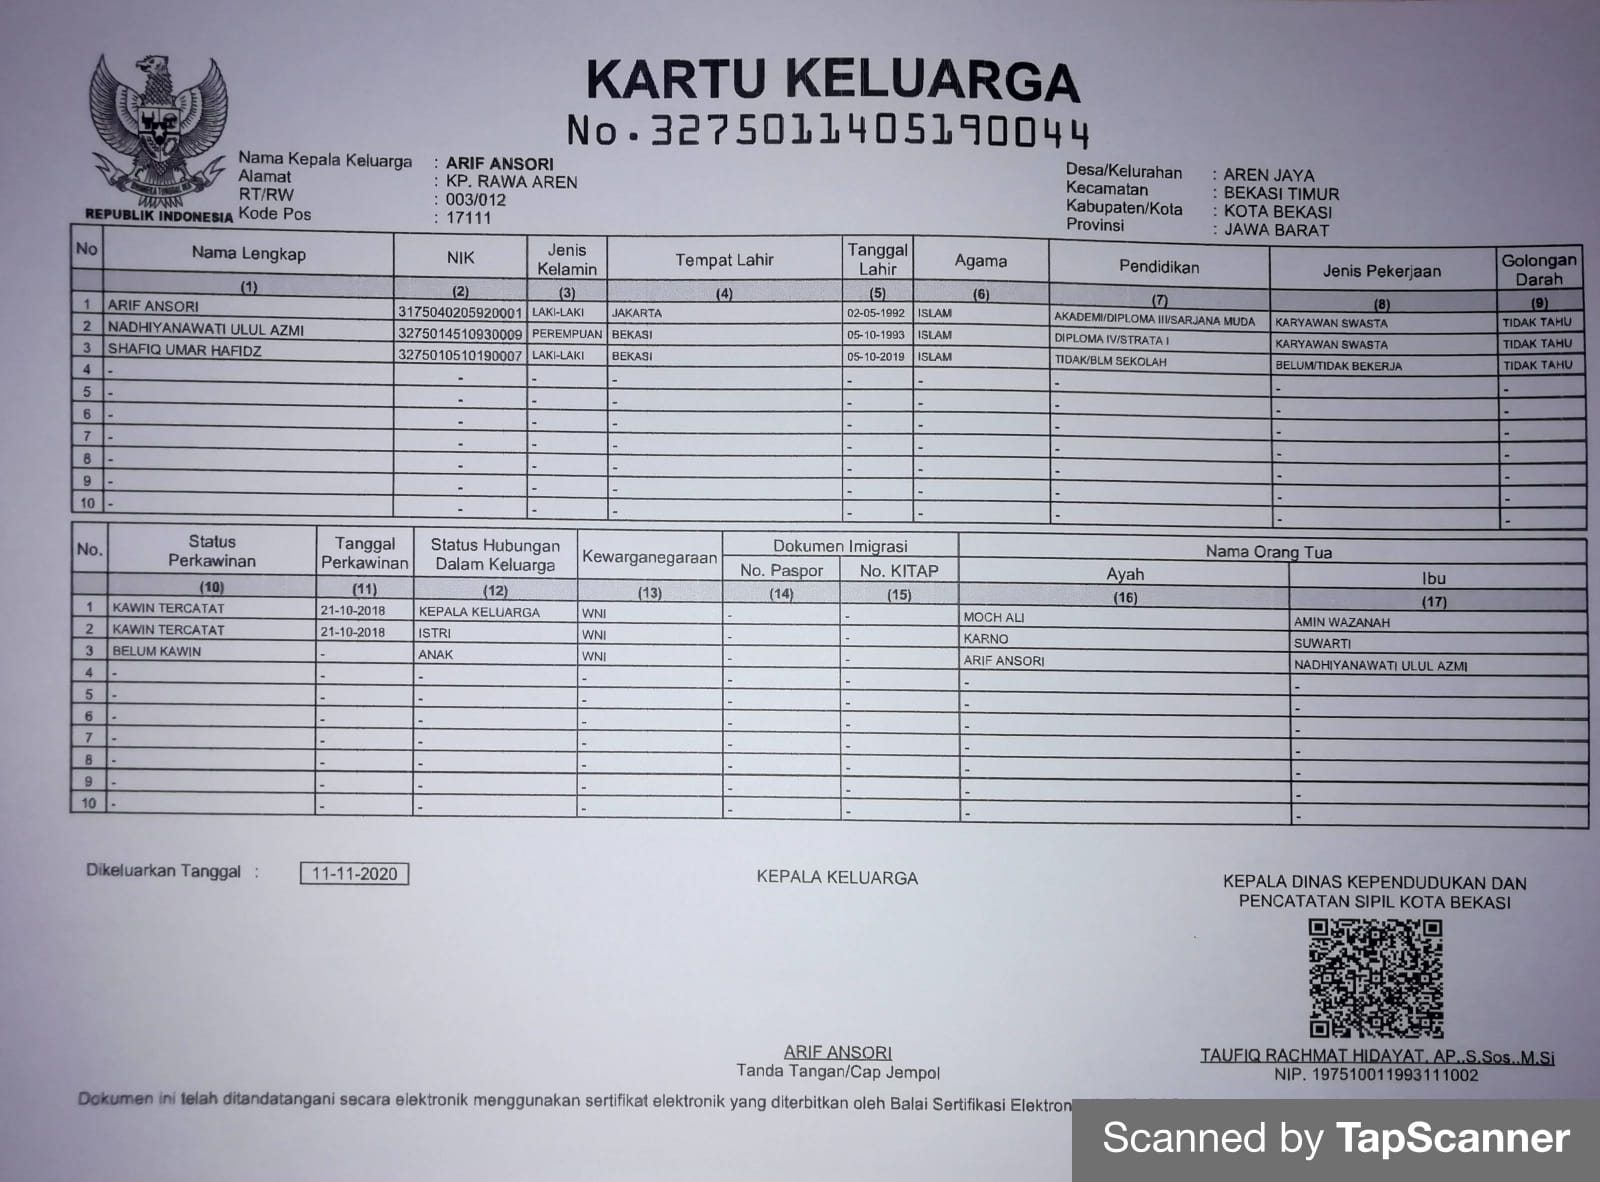 KARTU KELUARGA
No.3275011405190044
Nama Kepala Keluarga : ARIF ANSORI
Alamat : KP. RAWA AREN
RT/RW : 003/012
Kode Pos : 17111
Desa/Kelurahan : AREN JAYA
Kecamatan : BEKASI TIMUR
Kabupaten/Kota : KOTA BEKASI
Provinsi : JAWA BARAT
REPUBLIK INDONESIA
No Nama Lengkap NIK Jenis Kelamin Tempat Lahir Tanggal Lahir Agama Pendidikan Jenis Pekerjaan Golongan Darah
(1) (2) (3) (4) (5) (6) (7) (8) (9)
1 ARIF ANSORI 3175040205920001 LAKI-LAKI JAKARTA 02-05-1992 ISLAM AKADEMI/DIPLOMA III/SARJANA MUDA KARYAWAN SWASTA TIDAK TAHU
2 NADHIYANAWATI ULUL AZMI 3275014510930009 PEREMPUAN BEKASI 05-10-1993 ISLAM DIPLOMA IV/STRATA I KARYAWAN SWASTA TIDAK TAHU
3 SHAFIQ UMAR HAFIDZ 3275010510190007 LAKI-LAKI BEKASI 05-10-2019 ISLAM TIDAK/BLM SEKOLAH BELUM/TIDAK BEKERJA TIDAK TAHU
4 - - - - - - - - -
5 - - - - - - - - -
6 - - - - - - - - -
7 - - - - - - - - -
8 - - - - - - - - -
9 - - - - - - - - -
10 - - - - - - - - -
No. Status Perkawinan Tanggal Perkawinan Status Hubungan Dalam Keluarga Kewarganegaraan Dokumen Imigrasi Nama Orang Tua
No. Paspor No. KITAP Ayah Ibu
(10) (11) (12) (13) (14) (15) (16) (17)
1 KAWIN TERCATAT 21-10-2018 KEPALA KELUARGA WNI - - MOCH ALI AMIN WAZANAH
2 KAWIN TERCATAT 21-10-2018 ISTRI WNI - - KARNO SUWARTI
3 BELUM KAWIN - ANAK WNI - - ARIF ANSORI NADHIYANAWATI ULUL AZMI
4 - - - - - - - -
5 - - - - - - - -
6 - - - - - - - -
7 - - - - - - - -
8 - - - - - - - -
9 - - - - - - - -
10 - - - - - - - -
Dikeluarkan Tanggal : 11-11-2020
KEPALA KELUARGA
KEPALA DINAS KEPENDUDUKAN DAN
PENCATATAN SIPIL KOTA BEKASI
ARIF ANSORI
Tanda Tangan/Cap Jempol
TAUFIQ RACHMAT HIDAYAT, AP.,S.Sos.,M.Si
NIP. 197510011993111002
Dokumen ini telah ditandatangani secara elektronik menggunakan sertifikat elektronik yang diterbitkan oleh Balai Sertifikasi Elektron
Scanned by TapScanner